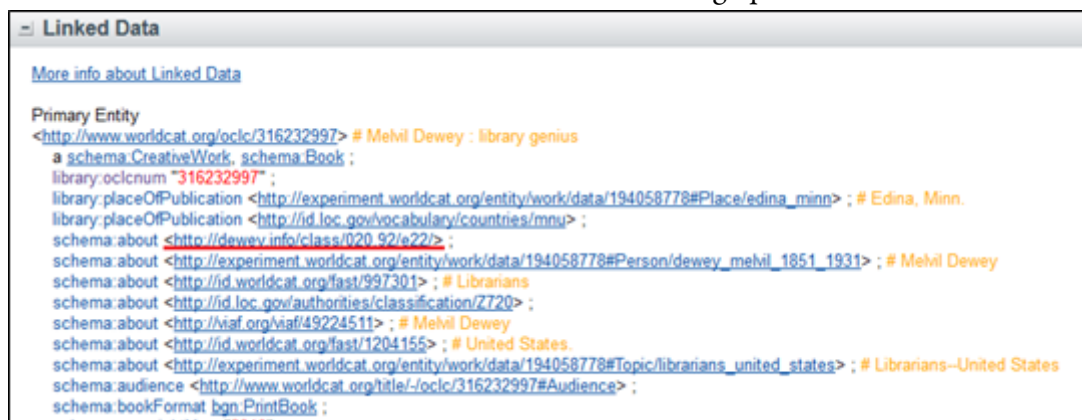 Linked Data
More info about Linked Data
Primary Entity
<http://www.worldcat.org/oclc/316232997> # Melvil Dewey : library genius
a schema:CreativeWork, schema:Book ;
library:oclcnum "316232997" ;
library:placeOfPublication <http://experiment.worldcat.org/entity/work/data/194058778#Place/edina_minn> ; # Edina, Minn.
library:placeOfPublication <http://id.loc.gov/vocabulary/countries/mnu> ;
schema:about <http://dewey.info/class/020.92/e22/> ;
schema:about <http://experiment.worldcat.org/entity/work/data/194058778#Person/dewey_melvil_1851_1931> ; # Melvil Dewey
schema:about <http://id.worldcat.org/fast/997301> ; # Librarians
schema:about <http://id.loc.gov/authorities/classification/Z720> ;
schema:about <http://viaf.org/viaf/49224511> ; # Melvil Dewey
schema:about <http://id.worldcat.org/fast/1204155> ; # United States.
schema:about <http://experiment.worldcat.org/entity/work/data/194058778#Topic/librarians_united_states> ; # Librarians--United States
schema:audience <http://www.worldcat.org/title/-/oclc/316232997#Audience> ;
schema:bookFormat bgn:PrintBook ;